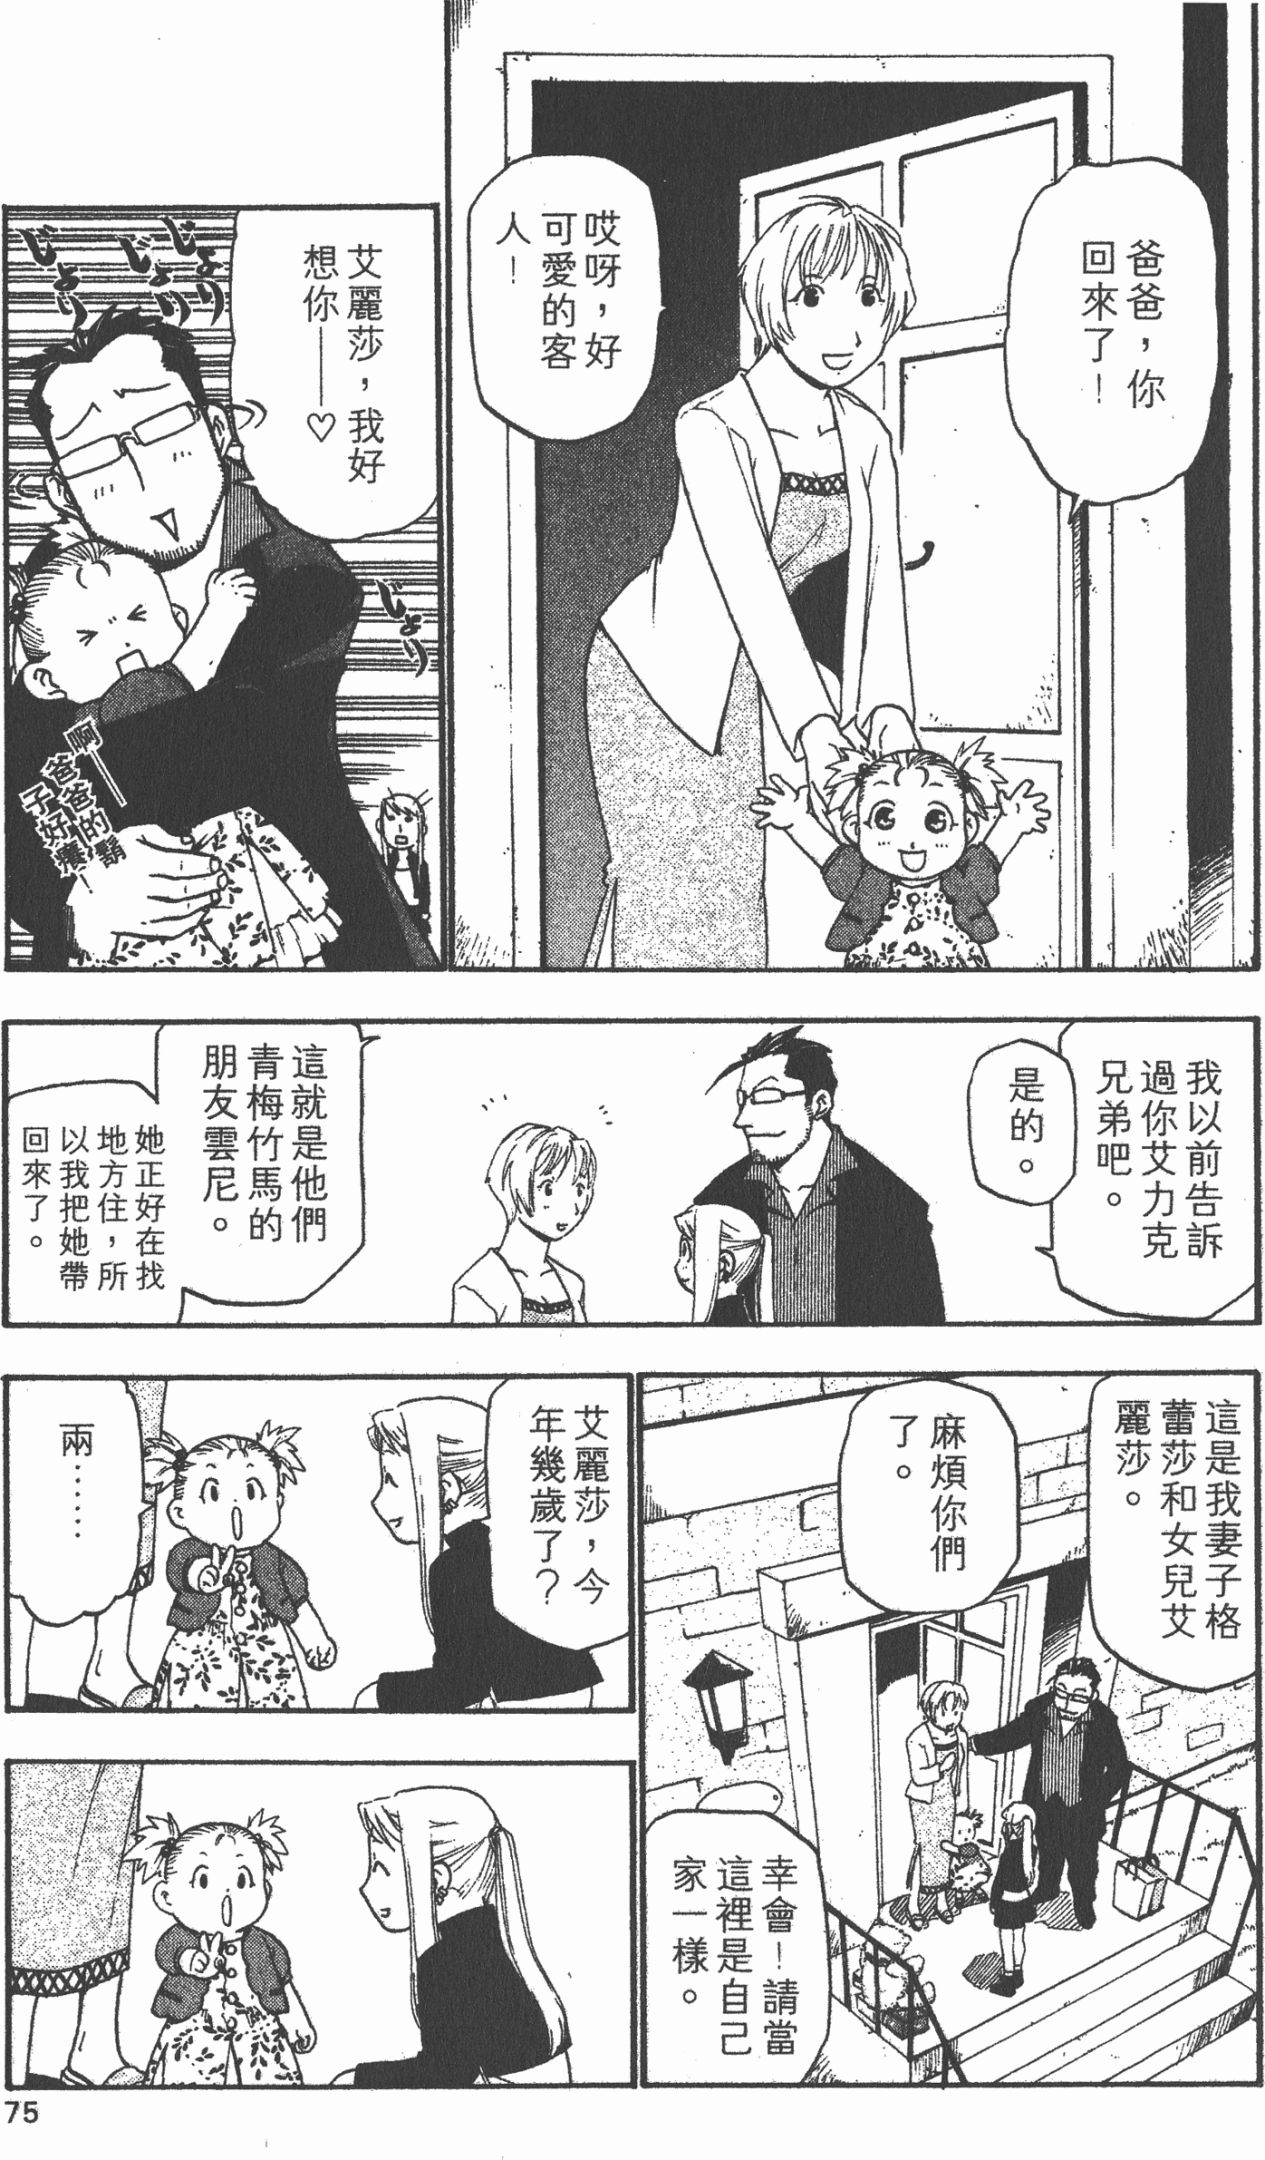 爸爸，你
回來了！
哎呀，好
可愛的客
人！
艾麗莎，我好
想你——♡
じょり
じょり
じょり
じょり
啊——
爸爸的鬍
子好癢—
我以前告訴
過你艾力克
兄弟吧。
是的。
這就是他們
青梅竹馬的
朋友雲尼。
她正好在找
地方住，所
以我把她帶
回來了。
這是我妻子格
蕾莎和女兒艾
麗莎。
麻煩你們
了。
幸會！請當
這裡是自己
家一樣。
艾麗莎，今
年幾歲了？
兩……
75